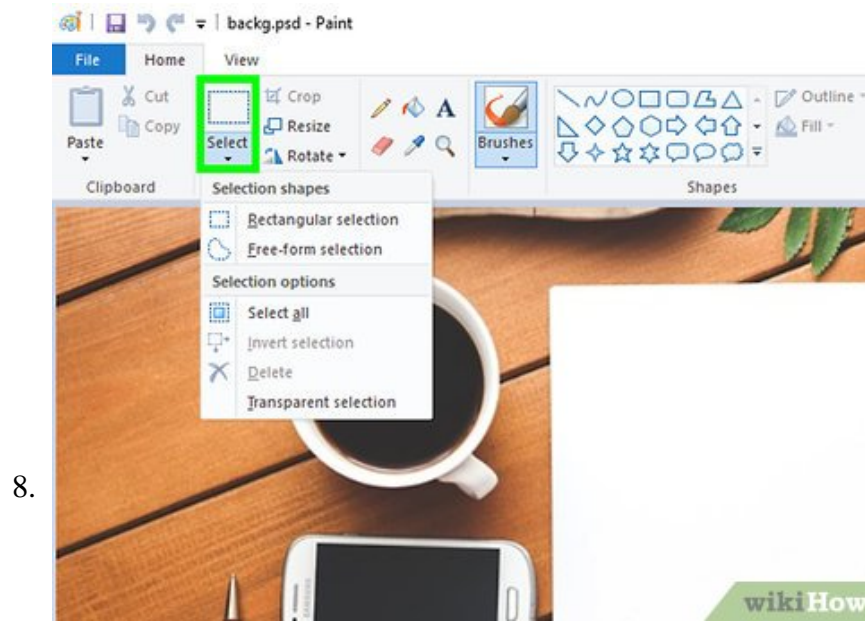 backg.psd - Paint
File Home View
Paste
Cut
Copy
Clipboard
Select
Crop
Resize
Rotate
A
Brushes
Outline
Fill
Shapes
Selection shapes
Rectangular selection
Free-form selection
Selection options
Select all
Invert selection
Delete
Transparent selection
8.
SAMSUNG
wikiHow